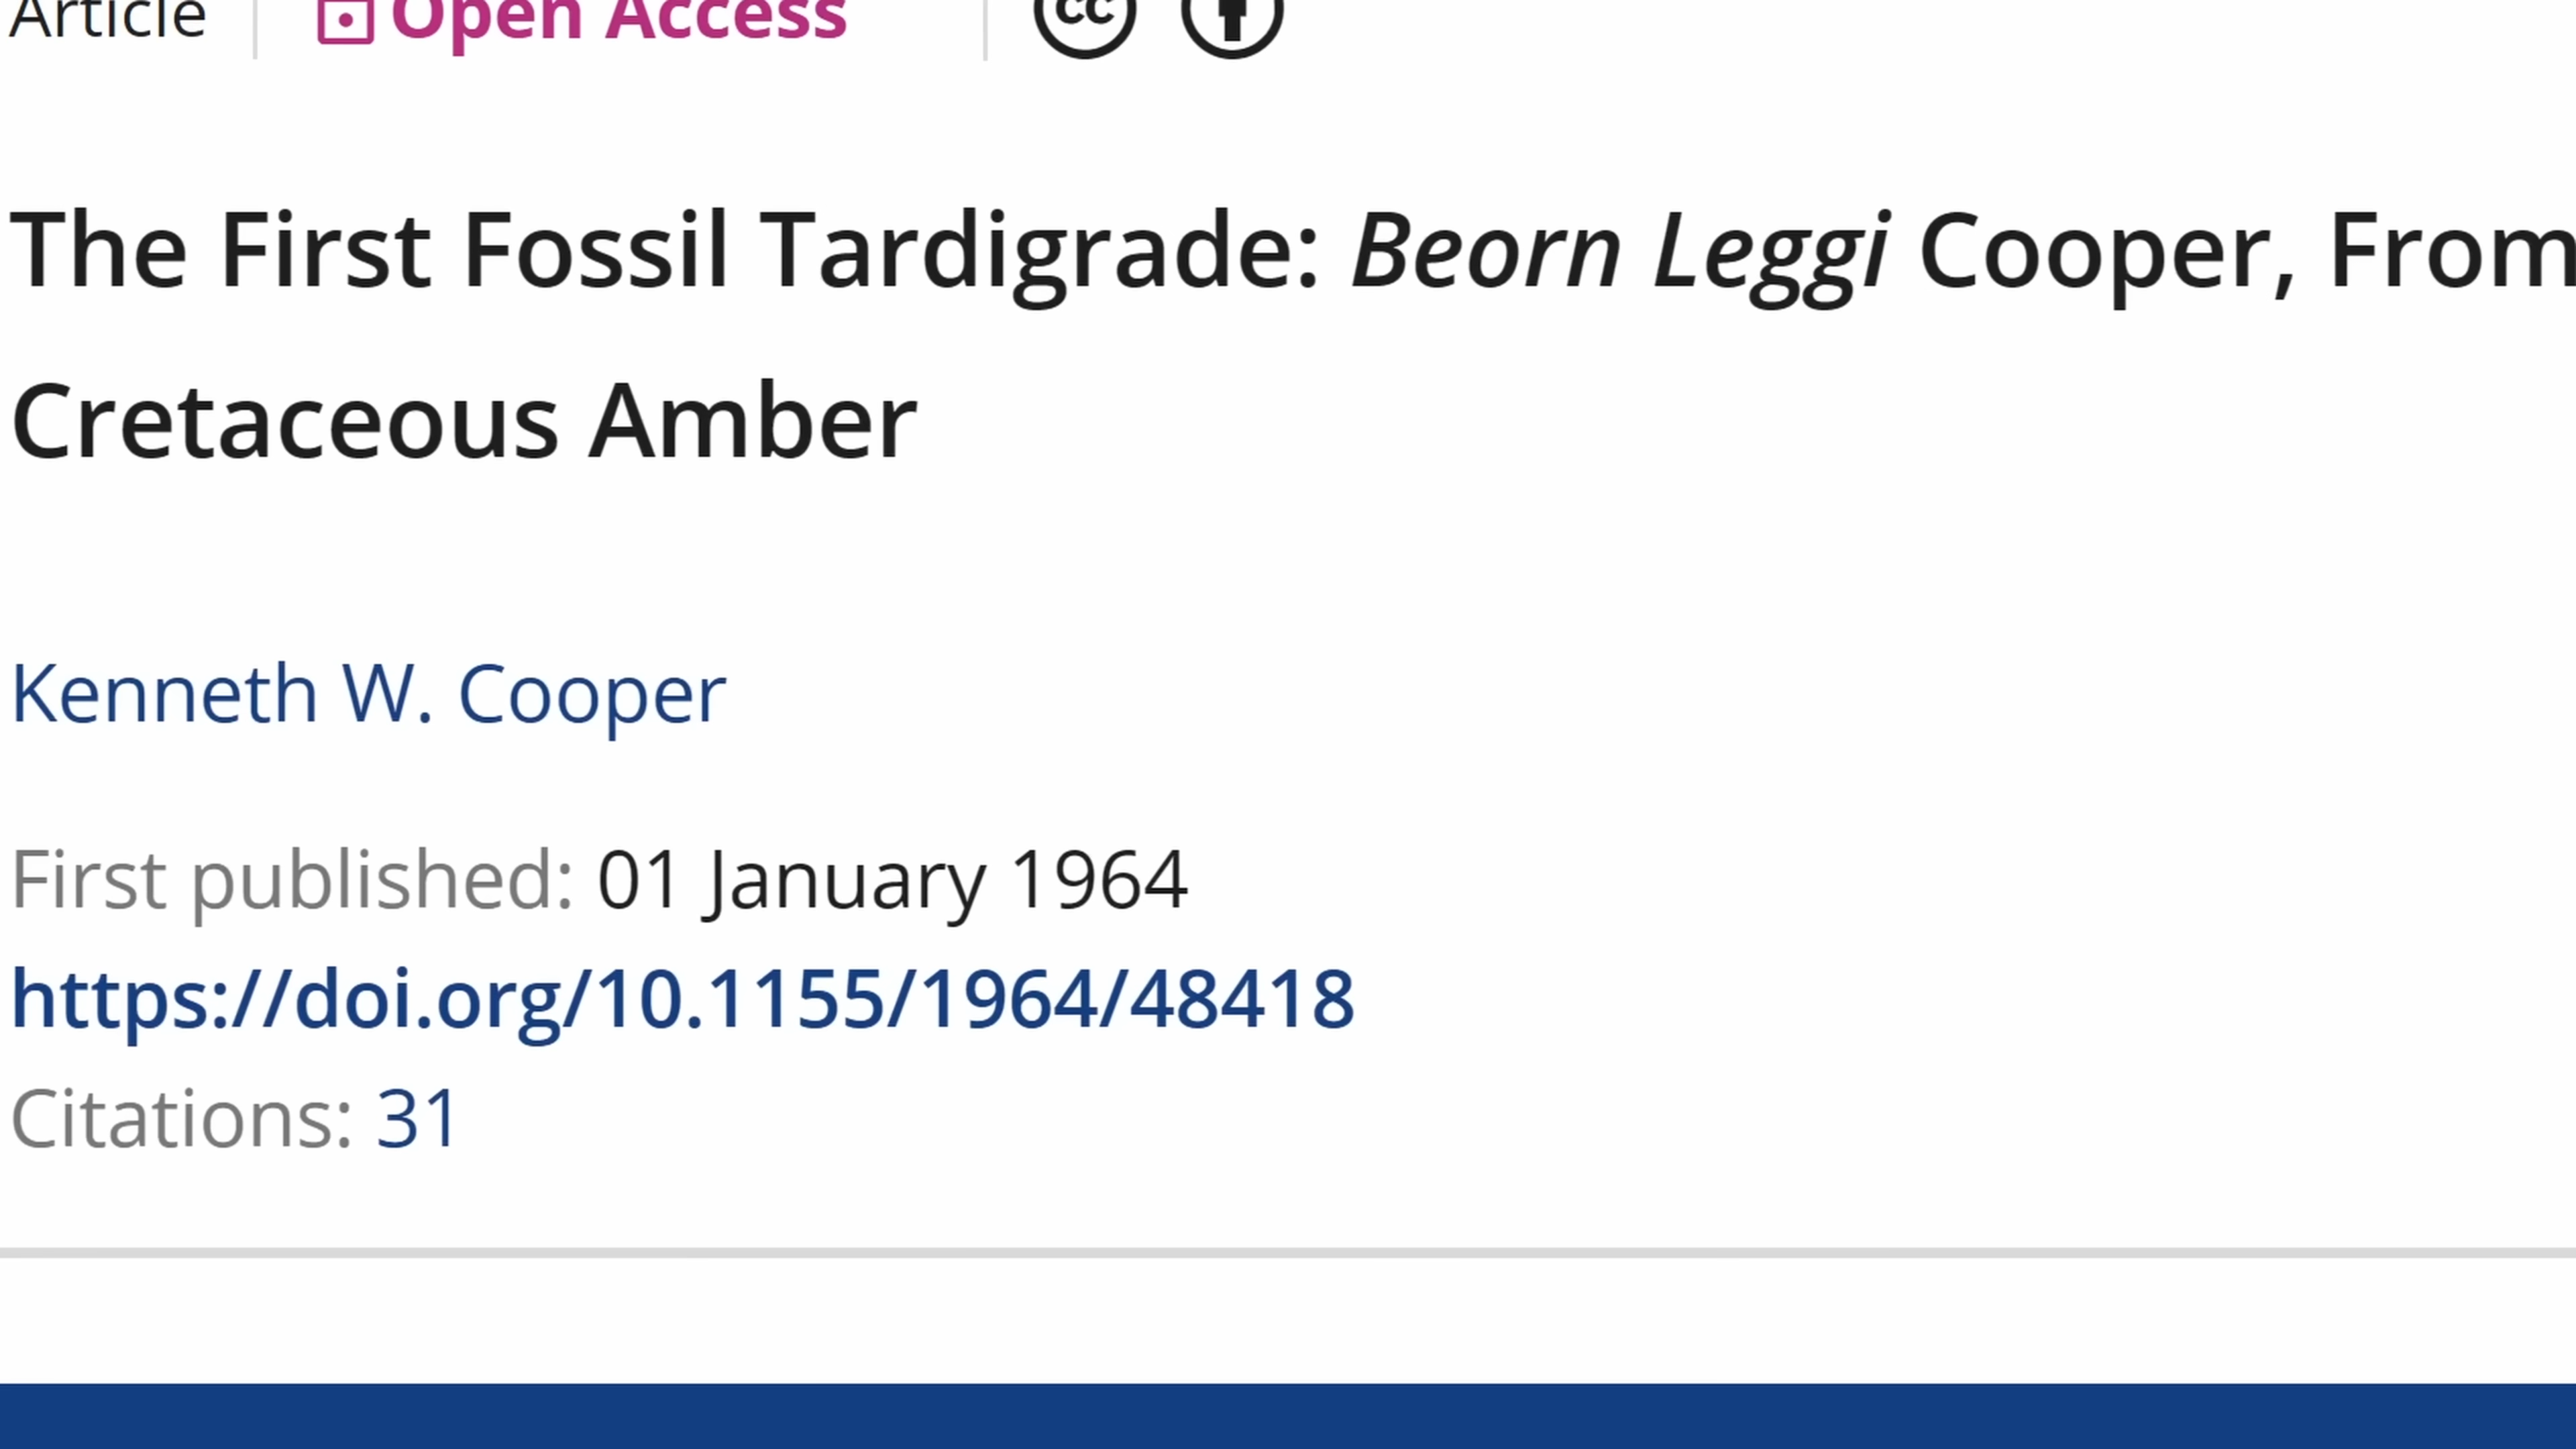 Article Open Access cc
The First Fossil Tardigrade: Beorn Leggi Cooper, From
Cretaceous Amber
Kenneth W. Cooper
First published: 01 January 1964
https://doi.org/10.1155/1964/48418
Citations: 31